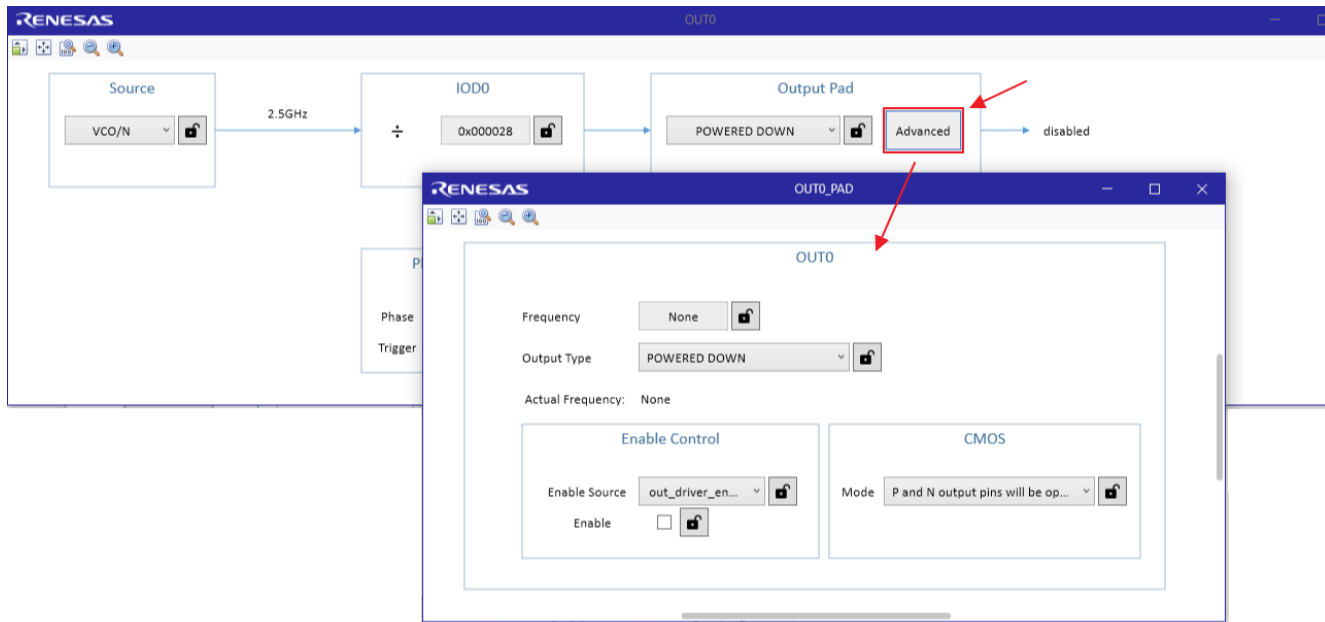 RENESAS OUT0
Source IOD0 Output Pad
VCO/N 2.5GHz ÷ 0x000028 POWERED DOWN Advanced disabled
RENESAS OUT0_PAD
OUT0
Phase Frequency None
Trigger Output Type POWERED DOWN
Actual Frequency: None
Enable Control CMOS
Enable Source out_driver_en... Mode P and N output pins will be op...
Enable